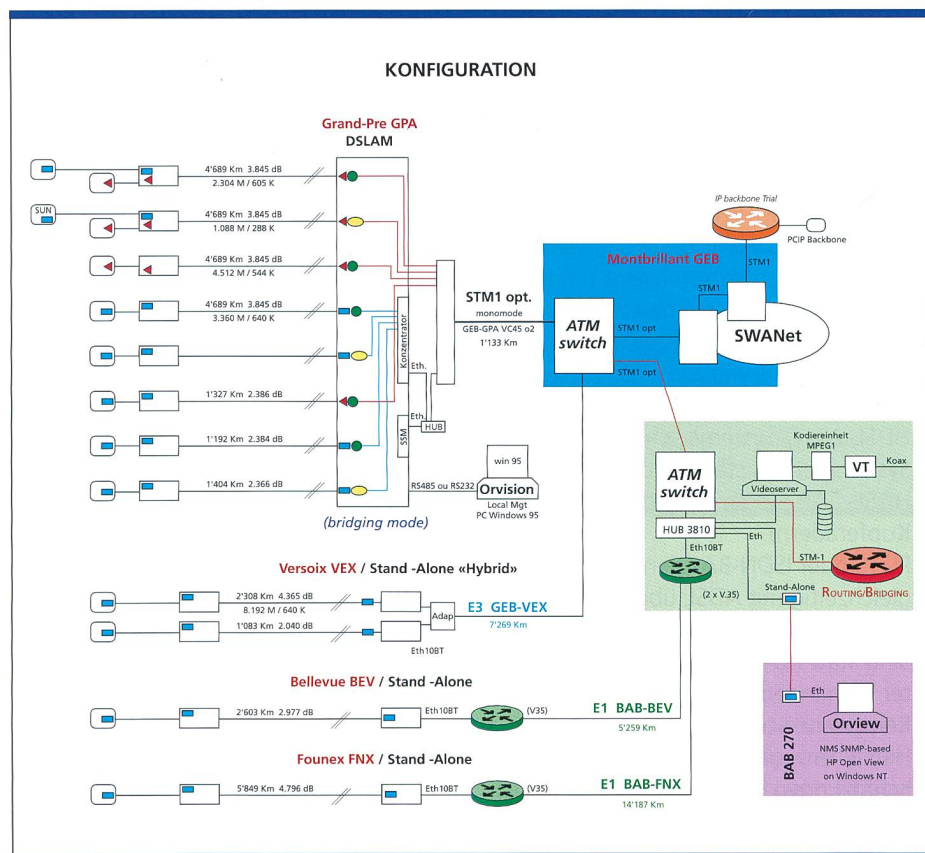 KONFIGURATION
Grand-Pre GPA
DSLAM
4'689 Km 3.845 dB
2.304 M / 605 K
SUN
4'689 Km 3.845 dB
1.088 M / 288 K
4'689 Km 3.845 dB
4.512 M / 544 K
4'689 Km 3.845 dB
3.360 M / 640 K
1'327 Km 2.386 dB
1'192 Km 2.384 dB
1'404 Km 2.366 dB
Konzentrator
Eth.
SSM
Eth.
HUB
RS485 ou RS232
(bridging mode)
win 95
Orvision
Local Mgt
PC Windows 95
STM1 opt.
monomode
GEB-GPA VC45 o2
1'133 Km
IP backbone Trial
PCIP Backbone
STM1
Montbrillant GEB
STM1
ATM
switch
STM1 opt
STM1 opt
SWANet
Kodiereinheit
MPEG1
VT
Koax
Videoserver
ATM
switch
HUB 3810
Eth
Eth10BT
STM-1
Stand-Alone
(2 x V.35)
ROUTING/BRIDGING
Versoix VEX / Stand -Alone «Hybrid»
2'308 Km 4.365 dB
8.192 M / 640 K
1'083 Km 2.040 dB
Adap
Eth10BT
E3 GEB-VEX
7'269 Km
Bellevue BEV / Stand -Alone
2'603 Km 2.977 dB
Eth10BT
(V35)
E1 BAB-BEV
5'259 Km
Founex FNX / Stand -Alone
5'849 Km 4.796 dB
Eth10BT
(V35)
E1 BAB-FNX
14'187 Km
BAB 270
Eth
Orview
NMS SNMP-based
HP Open View
on Windows NT